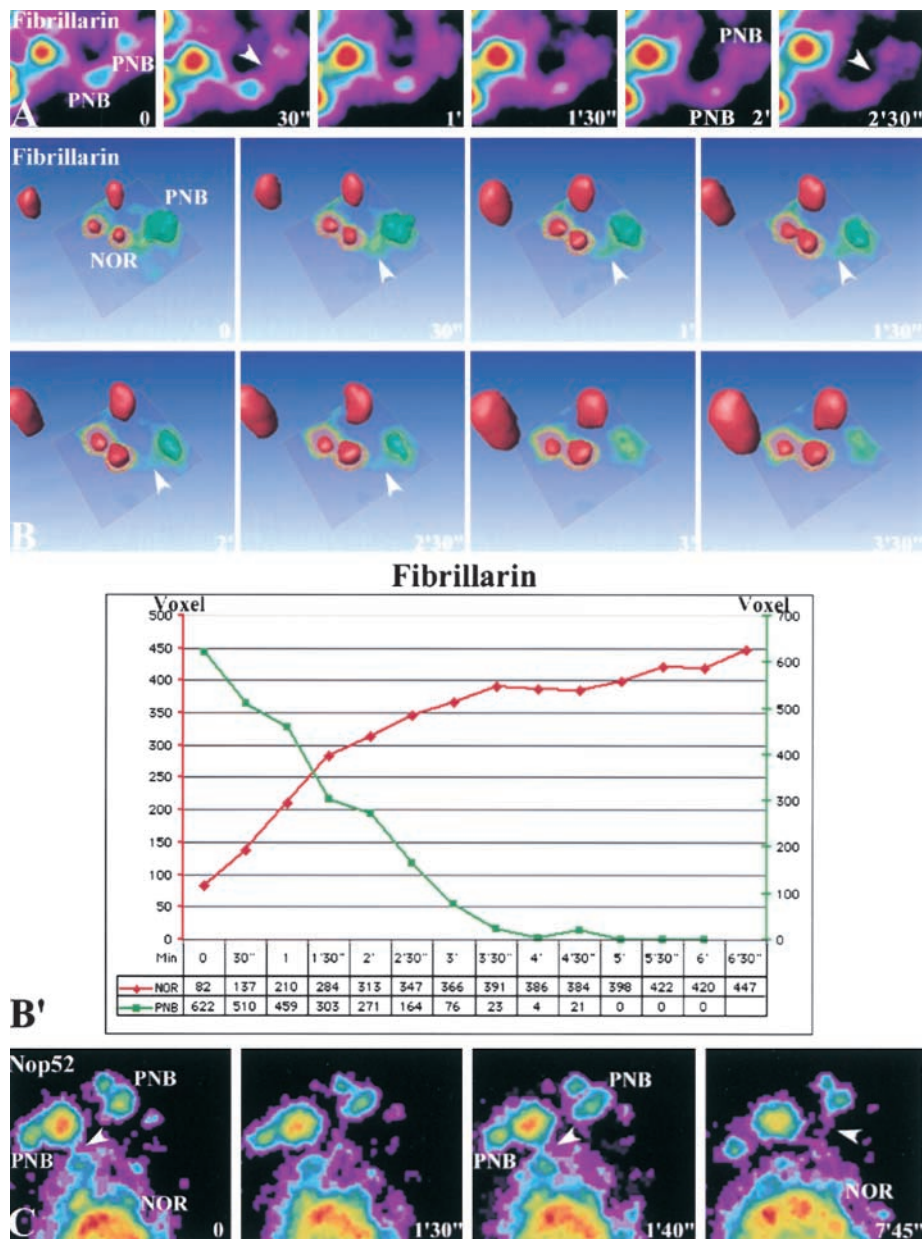 Fibrillarin
PNB
PNB
PNB
PNB
A
0
30"
1'
1'30"
2'
2'30"
Fibrillarin
PNB
NOR
0
30"
1'
1'30"
B
2'
2'30"
3'
3'30"
Fibrillarin
Voxel Voxel
500 700
450 600
400
350 500
300 400
250
200 300
150 200
100
50 100
0 0
Min 0 30" 1 1'30" 2' 2'30" 3' 3'30" 4' 4'30" 5' 5'30" 6' 6'30"
NOR 82 137 210 284 313 347 366 391 386 384 398 422 420 447
PNB 622 510 459 303 271 164 76 23 4 21 0 0 0
B'
Nop52
PNB
PNB
PNB
PNB
NOR
NOR
C
0
1'30"
1'40"
7'45"